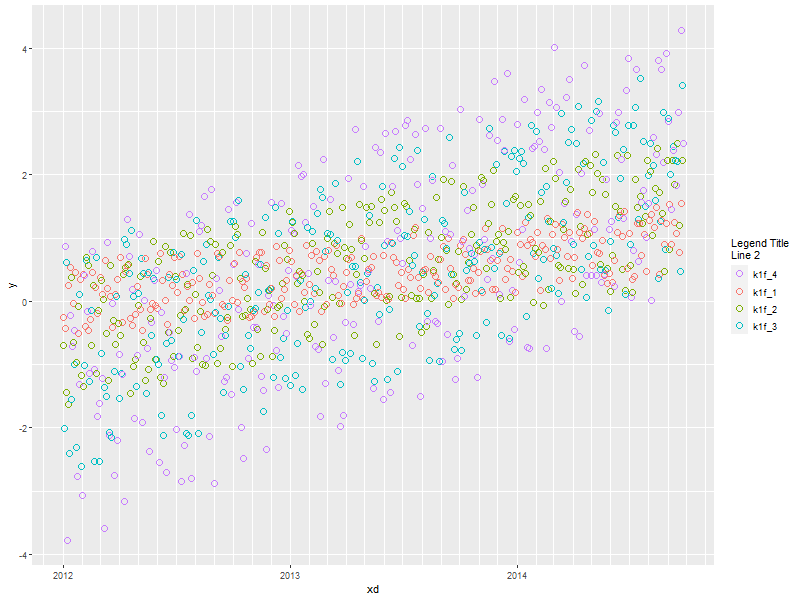 4
2
0
-2
-4
y
2012
2013
2014
xd
Legend Title
Line 2
k1f_4
k1f_1
k1f_2
k1f_3